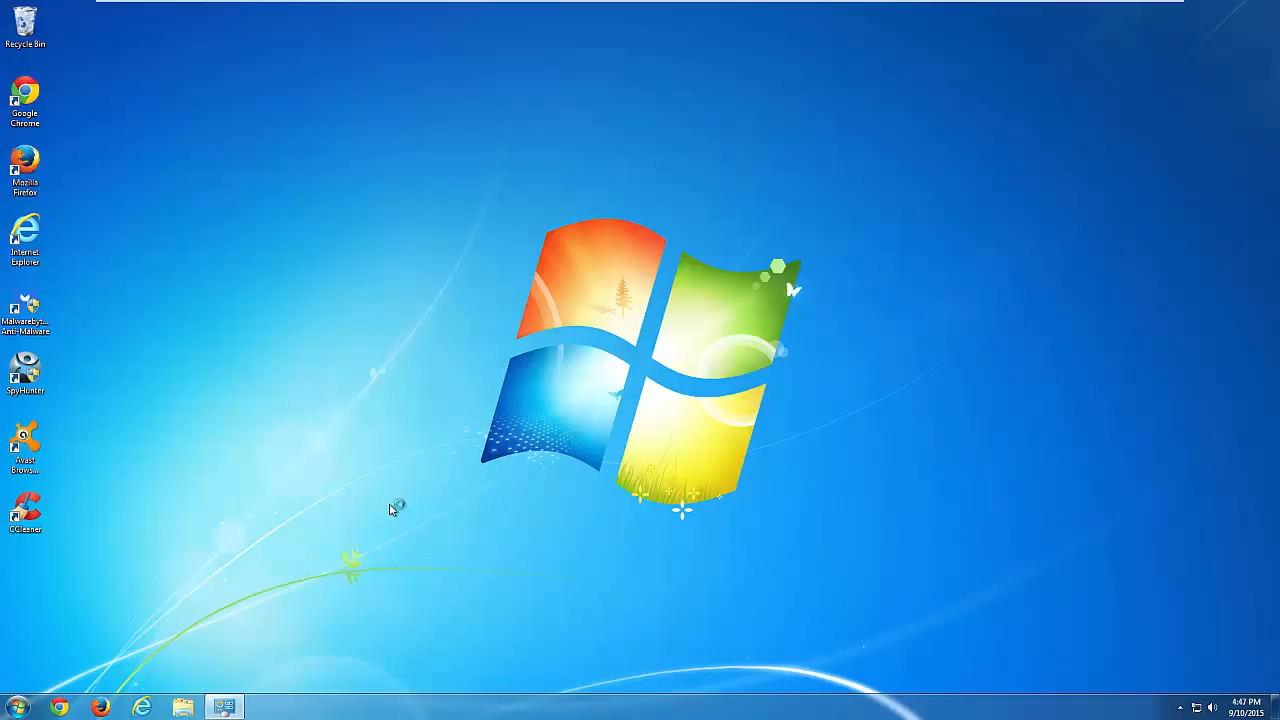 Recycle Bin
Google
Chrome
Mozilla
Firefox
Internet
Explorer
Malwarebyt...
Anti-Malware
SpyHunter
Avast
Brows...
CCleaner
4:47 PM
9/10/2015